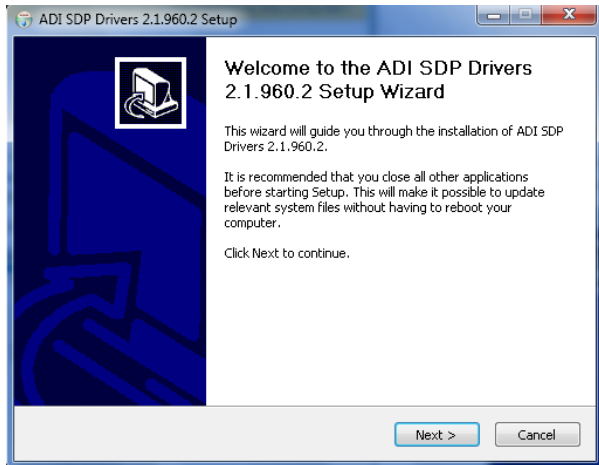 ADI SDP Drivers 2.1.960.2 Setup
Welcome to the ADI SDP Drivers
2.1.960.2 Setup Wizard
This wizard will guide you through the installation of ADI SDP
Drivers 2.1.960.2.
It is recommended that you close all other applications
before starting Setup. This will make it possible to update
relevant system files without having to reboot your
computer.
Click Next to continue.
Next >
Cancel